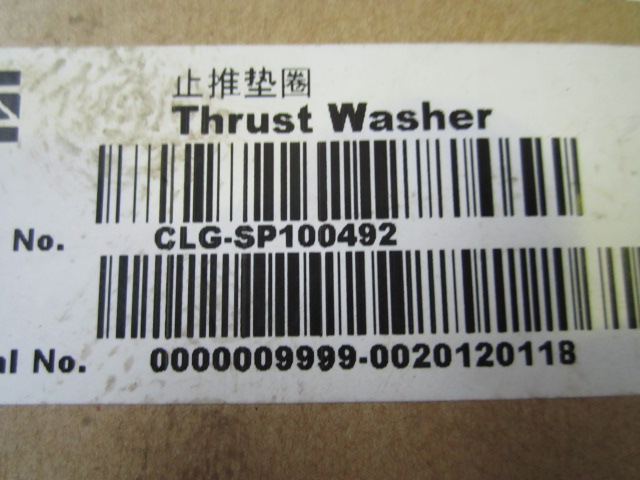 止推垫圈
Thrust Washer
No. CLG-SP100492
al No. 0000009999-0020120118